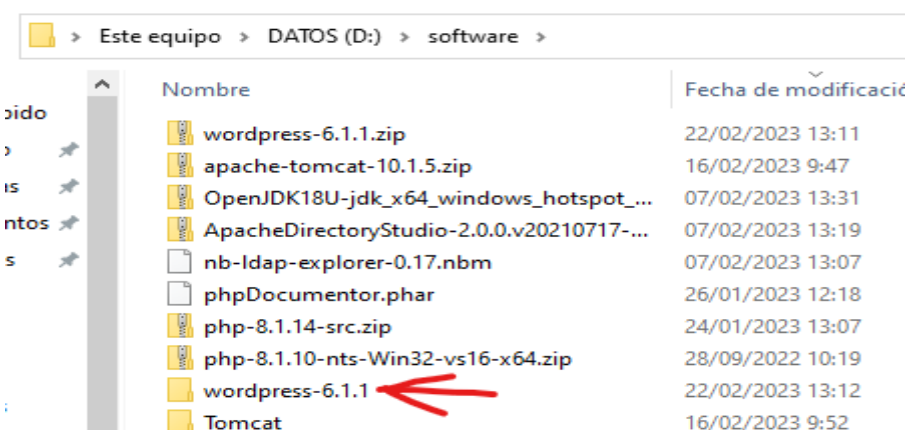 Este equipo > DATOS (D:) > software >
Nombre Fecha de modificació
wordpress-6.1.1.zip 22/02/2023 13:11
apache-tomcat-10.1.5.zip 16/02/2023 9:47
OpenJDK18U-jdk_x64_windows_hotspot_... 07/02/2023 13:31
ApacheDirectoryStudio-2.0.0.v20210717-... 07/02/2023 13:19
nb-ldap-explorer-0.17.nbm 07/02/2023 13:07
phpDocumentor.phar 26/01/2023 12:18
php-8.1.14-src.zip 24/01/2023 13:07
php-8.1.10-nts-Win32-vs16-x64.zip 28/09/2022 10:19
wordpress-6.1.1 22/02/2023 13:12
Tomcat 16/02/2023 9:52
ntos